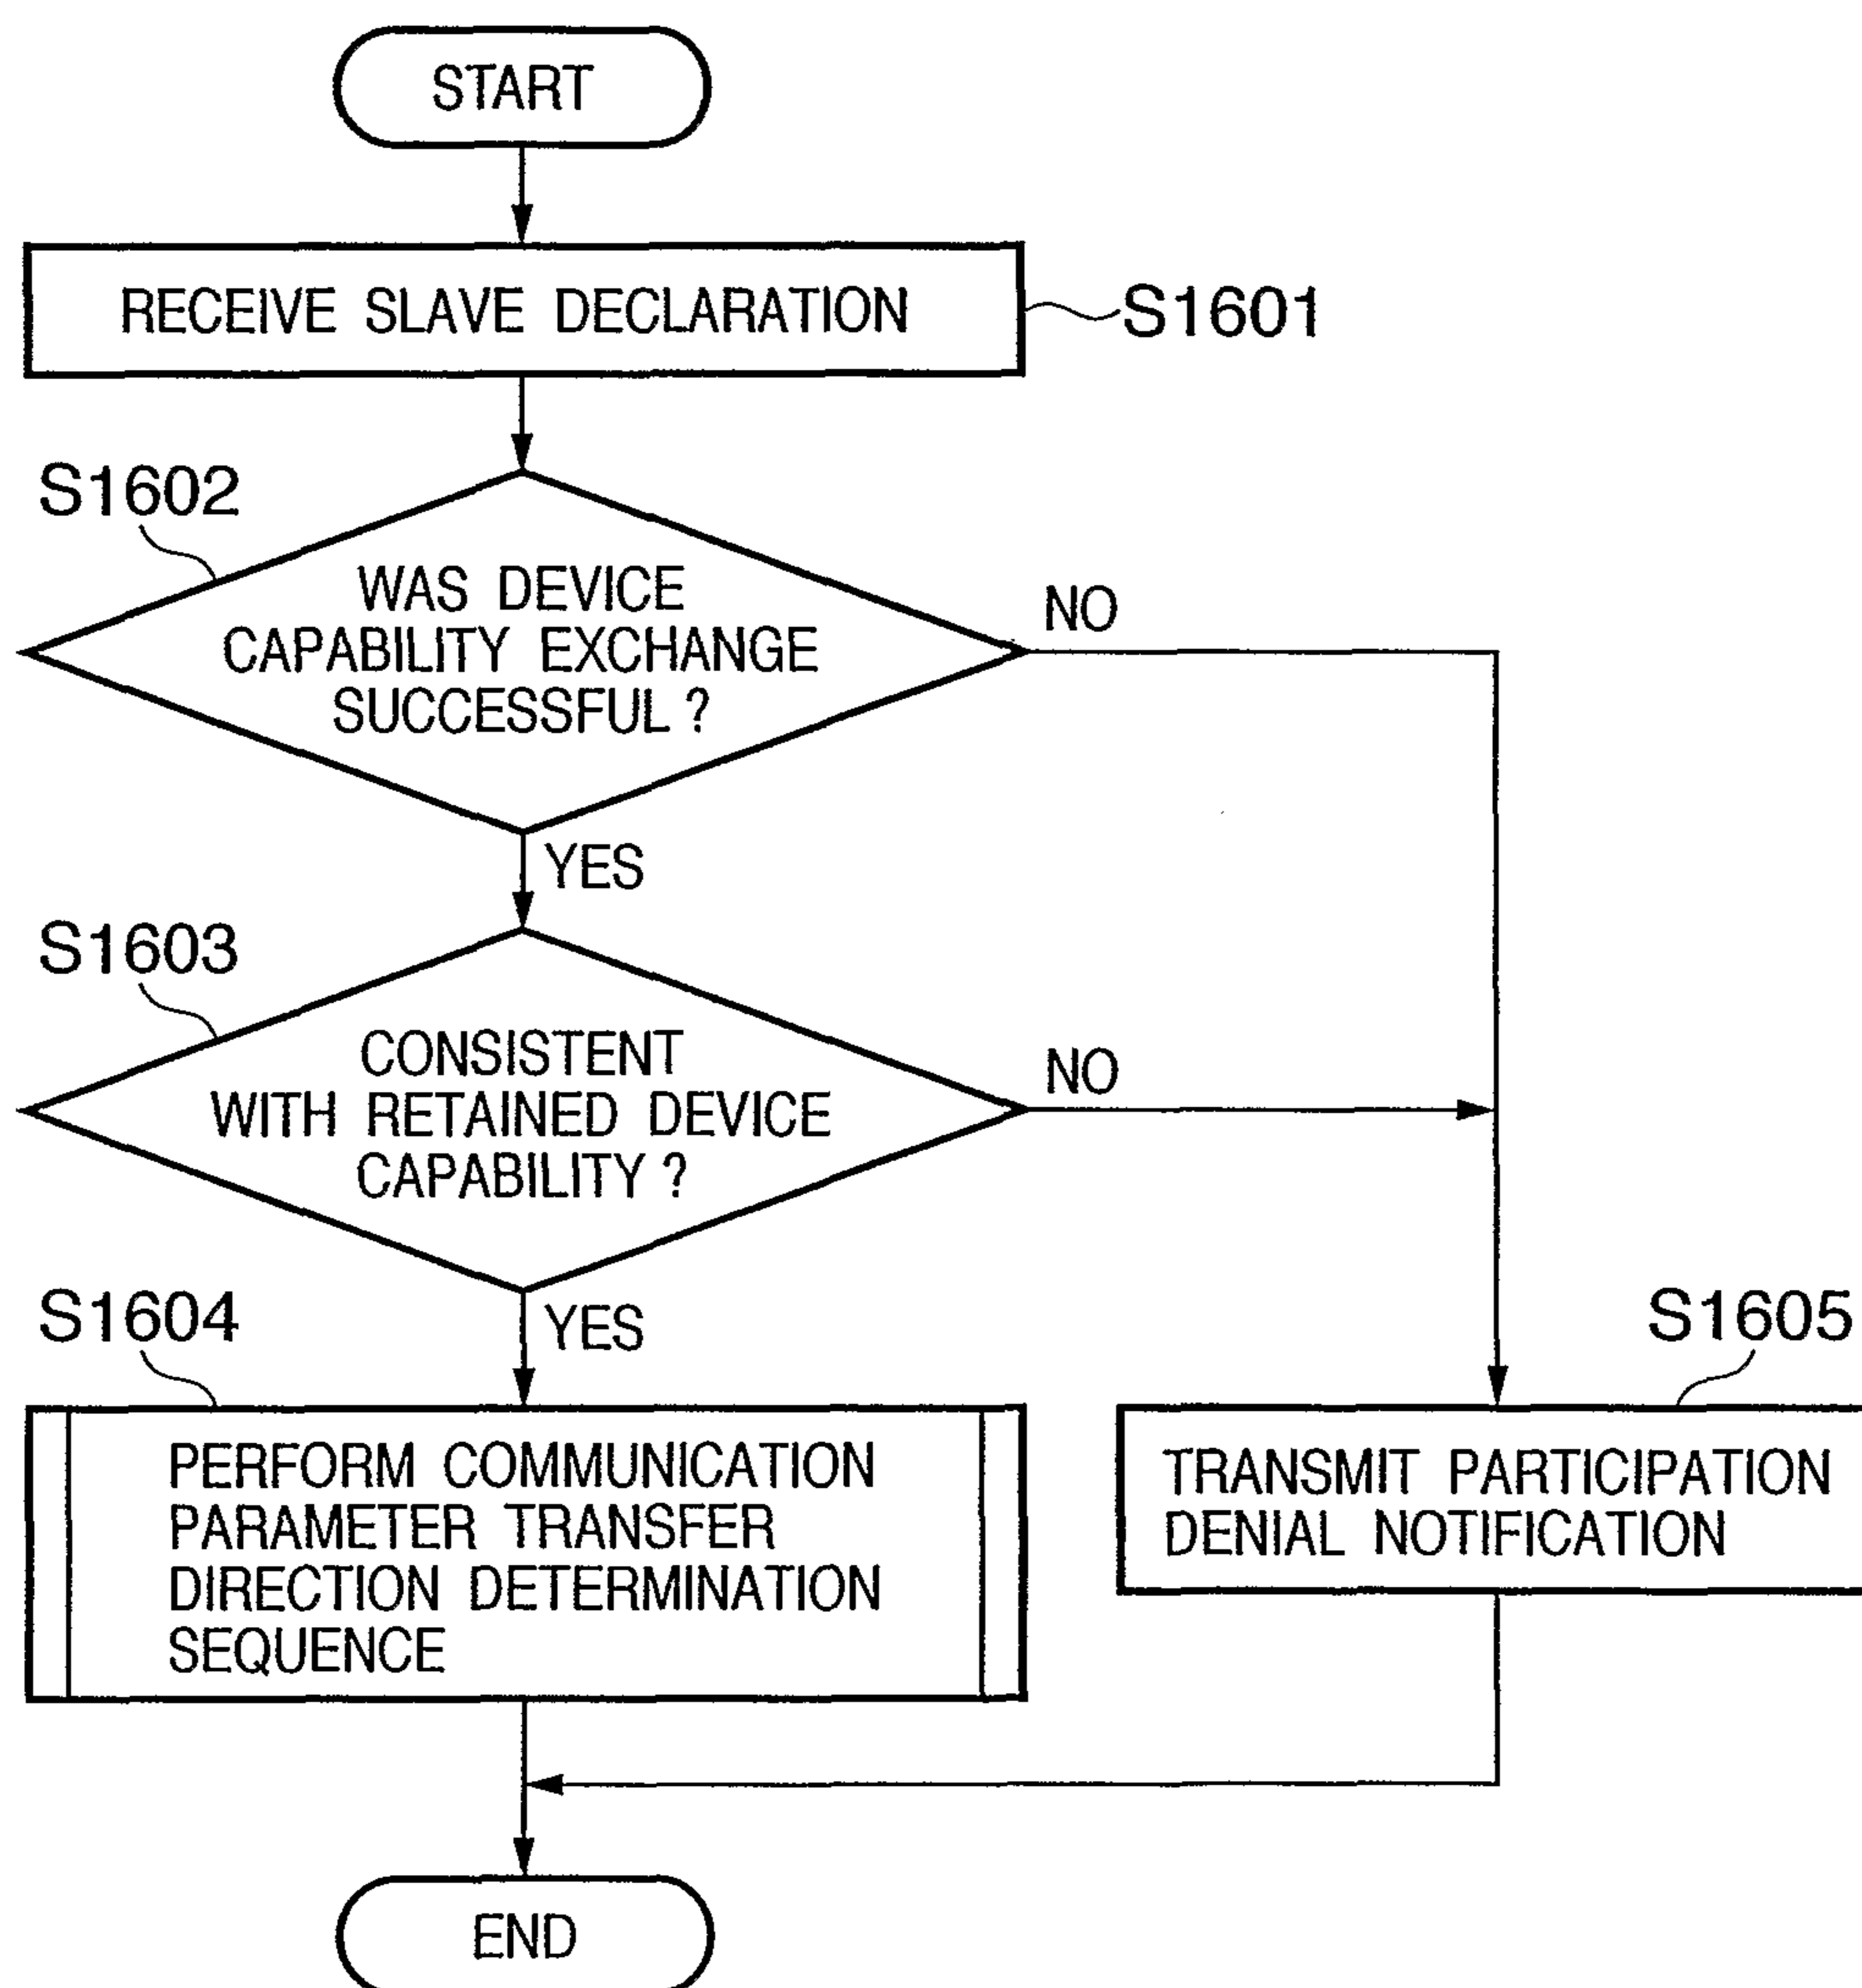 START
RECEIVE SLAVE DECLARATION
S1601
S1602
WAS DEVICE
CAPABILITY EXCHANGE
SUCCESSFUL ?
NO
YES
S1603
CONSISTENT
WITH RETAINED DEVICE
CAPABILITY ?
NO
YES
S1604
PERFORM COMMUNICATION
PARAMETER TRANSFER
DIRECTION DETERMINATION
SEQUENCE
S1605
TRANSMIT PARTICIPATION
DENIAL NOTIFICATION
END